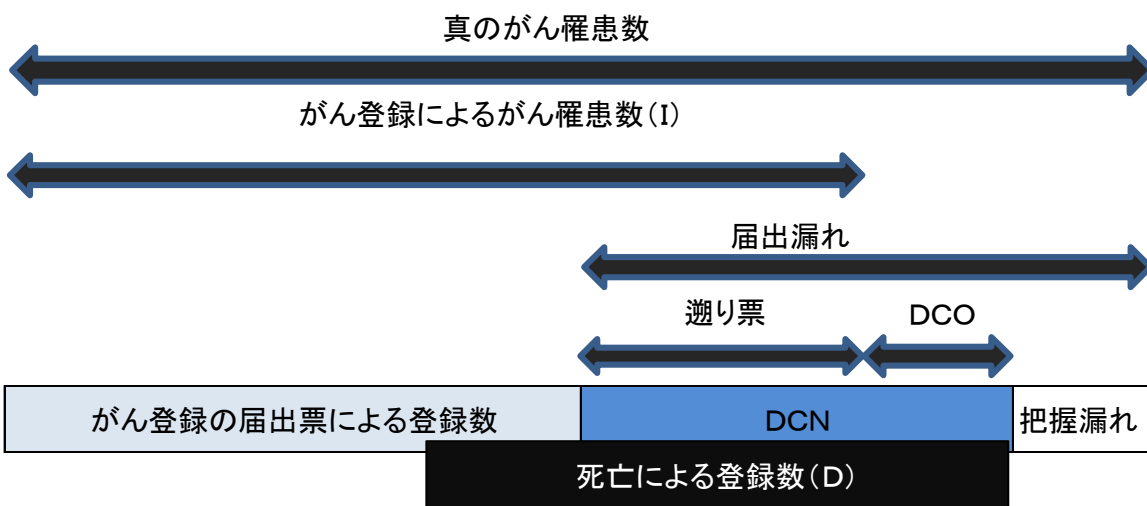 真のがん罹患数
がん登録によるがん罹患数(I)
届出漏れ
遡り票
DCO
がん登録の届出票による登録数
DCN
把握漏れ
死亡による登録数(D)